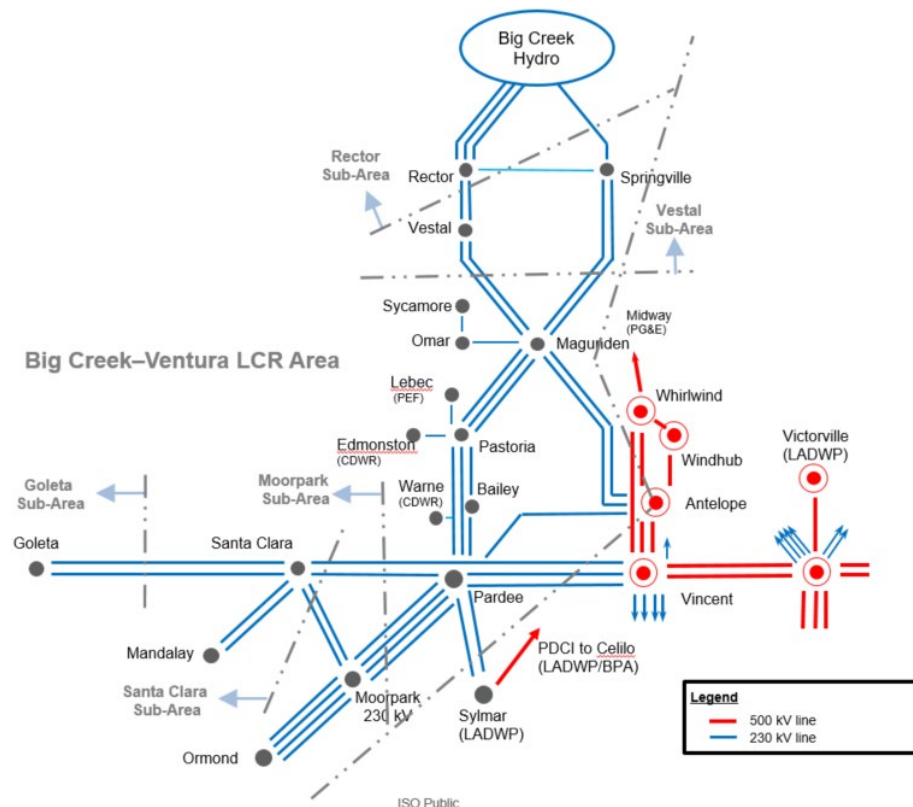 Big Creek
Hydro
Rector
Sub-Area
Rector
Springville
Vestal
Vestal
Sub-Area
Sycamore
Omar
Magunden
Midway
(PG&E)
Big Creek–Ventura LCR Area
Lebec
(PEF)
Whirlwind
Edmonston
(CDWR)
Pastoria
Windhub
Victorville
(LADWP)
Goleta
Sub-Area
Moorpark
Sub-Area
Warne
(CDWR)
Bailey
Antelope
Goleta
Santa Clara
Pardee
Vincent
Mandalay
PDCI to Celilo
(LADWP/BPA)
Santa Clara
Sub-Area
Moorpark
230 kV
Sylmar
(LADWP)
Ormond
Legend
500 kV line
230 kV line
ISO Public